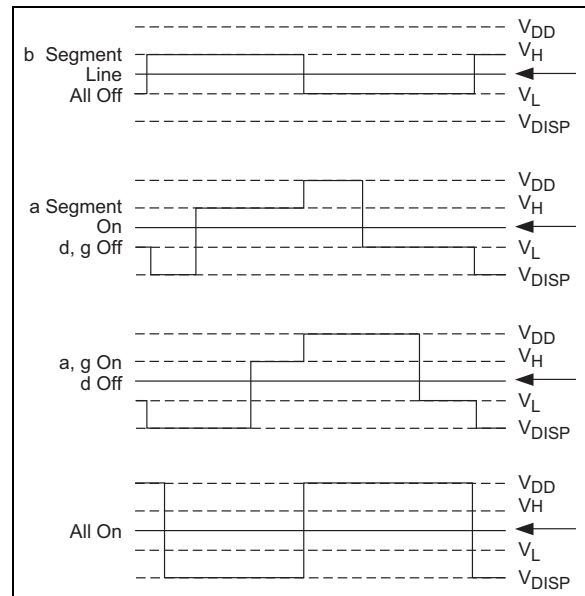 V_DD
b Segment V_H
Line
All Off V_L
V_DISP
V_DD
a Segment V_H
On
d, g Off V_L
V_DISP
V_DD
a, g On V_H
d Off
V_L
V_DISP
V_DD
VH
All On
V_L
V_DISP